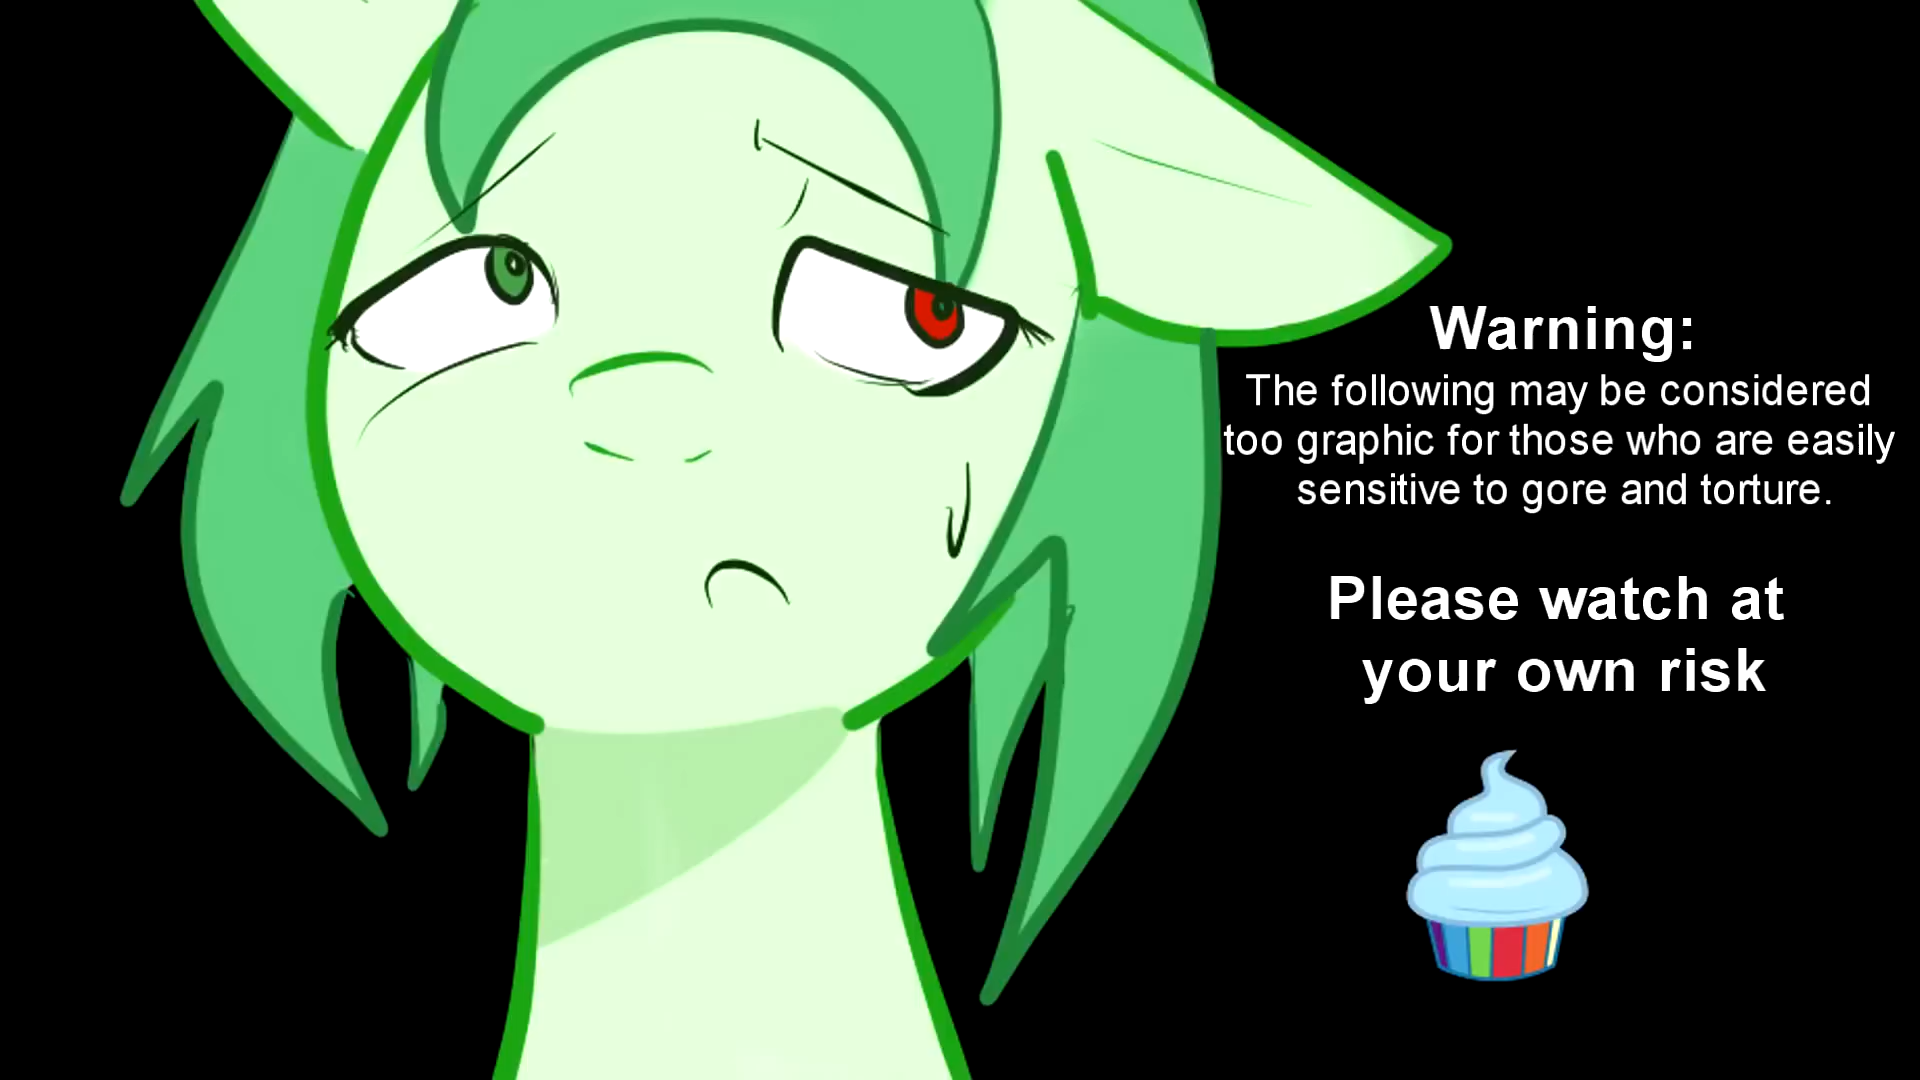 Warning:
The following may be considered
too graphic for those who are easily
sensitive to gore and torture.
Please watch at
your own risk